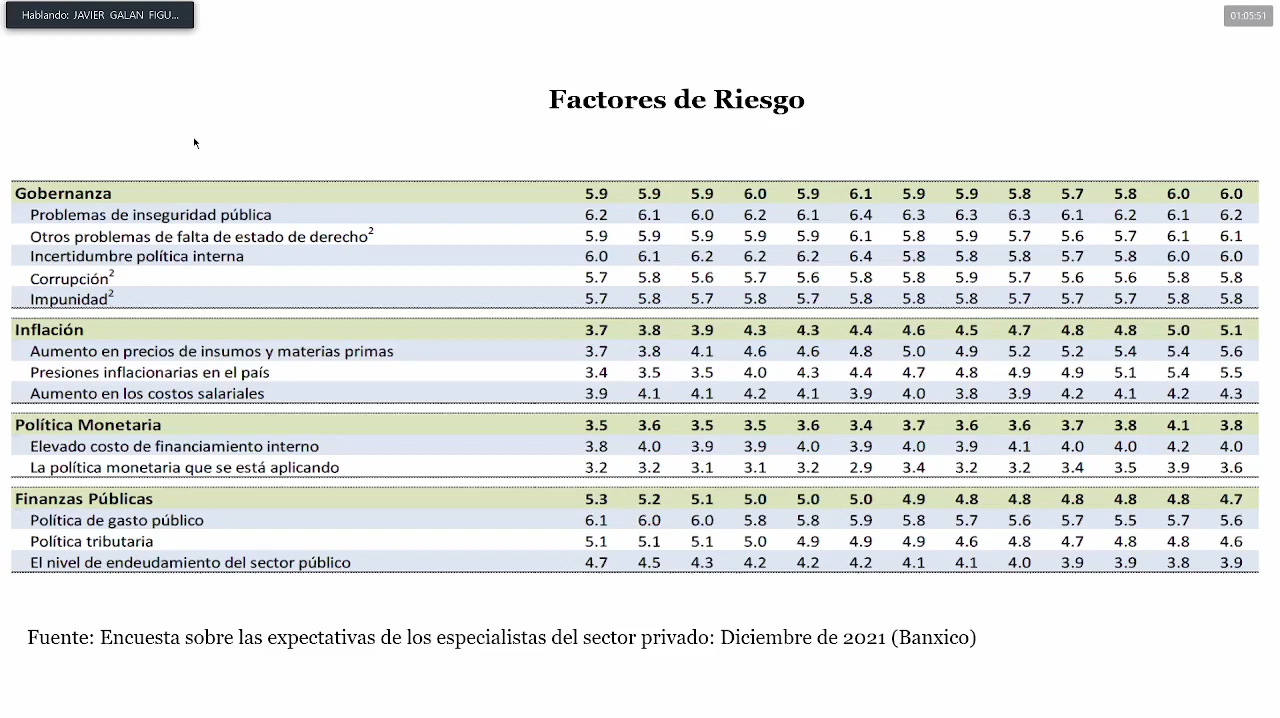 Hablando: JAVIER GALAN FIGU...
01:05:51
Factores de Riesgo
Gobernanza 5.9 5.9 5.9 6.0 5.9 6.1 5.9 5.9 5.8 5.7 5.8 6.0 6.0
Problemas de inseguridad pública 6.2 6.1 6.0 6.2 6.1 6.4 6.3 6.3 6.3 6.1 6.2 6.1 6.2
Otros problemas de falta de estado de derecho² 5.9 5.9 5.9 5.9 5.9 6.1 5.8 5.9 5.7 5.6 5.7 6.1 6.1
Incertidumbre política interna 6.0 6.1 6.2 6.2 6.2 6.4 5.8 5.8 5.8 5.7 5.8 6.0 6.0
Corrupción² 5.7 5.8 5.6 5.7 5.6 5.8 5.8 5.9 5.7 5.6 5.6 5.8 5.8
Impunidad² 5.7 5.8 5.7 5.8 5.7 5.8 5.8 5.8 5.7 5.7 5.7 5.8 5.8
Inflación 3.7 3.8 3.9 4.3 4.3 4.4 4.6 4.5 4.7 4.8 4.8 5.0 5.1
Aumento en precios de insumos y materias primas 3.7 3.8 4.1 4.6 4.6 4.8 5.0 4.9 5.2 5.2 5.4 5.4 5.6
Presiones inflacionarias en el país 3.4 3.5 3.5 4.0 4.3 4.4 4.7 4.8 4.9 4.9 5.1 5.4 5.5
Aumento en los costos salariales 3.9 4.1 4.1 4.2 4.1 3.9 4.0 3.8 3.9 4.2 4.1 4.2 4.3
Política Monetaria 3.5 3.6 3.5 3.5 3.6 3.4 3.7 3.6 3.6 3.7 3.8 4.1 3.8
Elevado costo de financiamiento interno 3.8 4.0 3.9 3.9 4.0 3.9 4.0 3.9 4.1 4.0 4.0 4.2 4.0
La política monetaria que se está aplicando 3.2 3.2 3.1 3.1 3.2 2.9 3.4 3.2 3.2 3.4 3.5 3.9 3.6
Finanzas Públicas 5.3 5.2 5.1 5.0 5.0 5.0 4.9 4.8 4.8 4.8 4.8 4.8 4.7
Política de gasto público 6.1 6.0 6.0 5.8 5.8 5.9 5.8 5.7 5.6 5.7 5.5 5.7 5.6
Política tributaria 5.1 5.1 5.1 5.0 4.9 4.9 4.9 4.6 4.8 4.7 4.8 4.8 4.6
El nivel de endeudamiento del sector público 4.7 4.5 4.3 4.2 4.2 4.2 4.1 4.1 4.0 3.9 3.9 3.8 3.9
Fuente: Encuesta sobre las expectativas de los especialistas del sector privado: Diciembre de 2021 (Banxico)